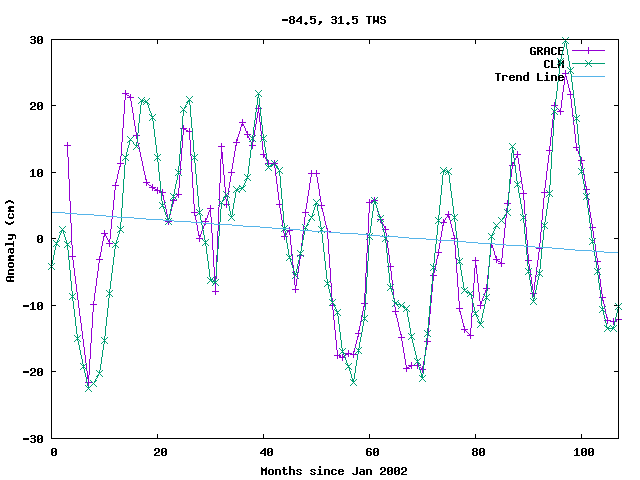 -84.5, 31.5 TWS
GRACE
CLM
Trend Line
30
20
10
0
-10
-20
-30
Anomaly (cm)
0 20 40 60 80 100
Months since Jan 2002